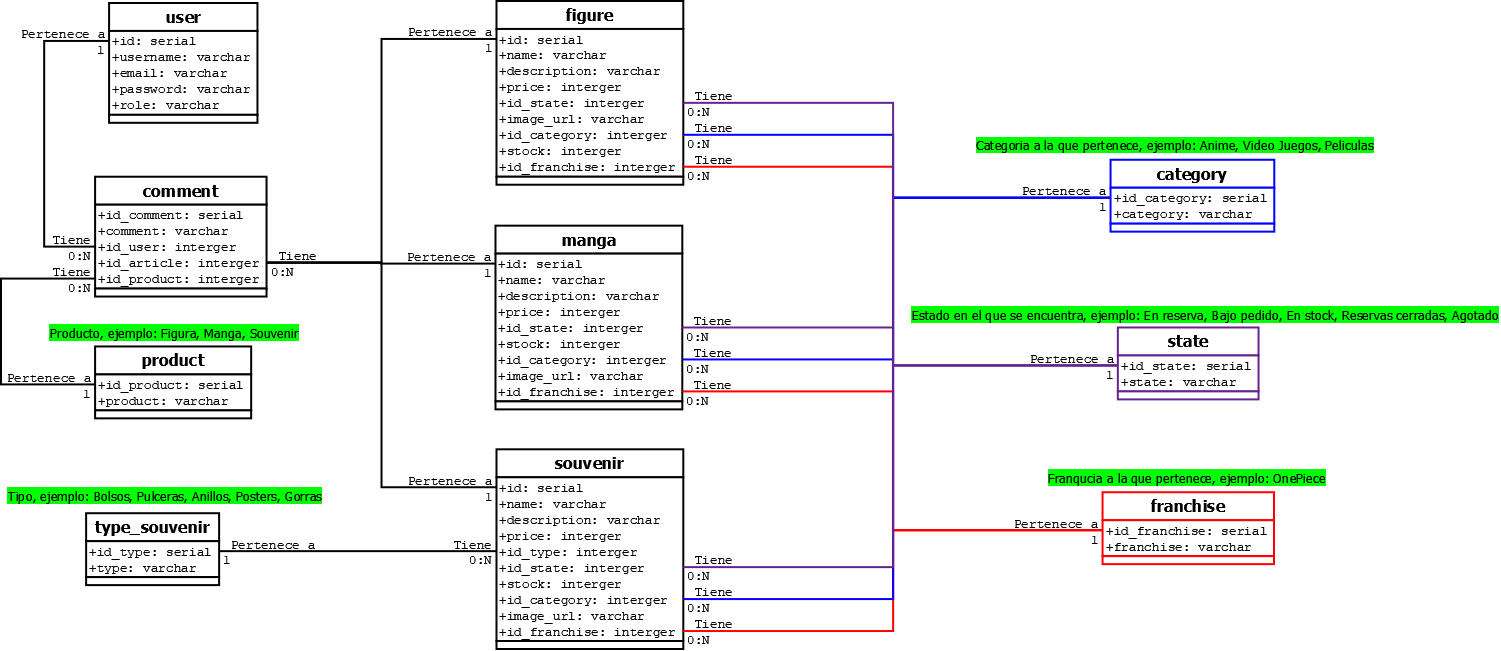 user
+id: serial
+username: varchar
+email: varchar
+password: varchar
+role: varchar
Pertenece a
1
comment
+id_comment: serial
+comment: varchar
+id_user: interger
+id_article: interger
+id_product: interger
Tiene
0:N
Tiene
0:N
Tiene
0:N
Producto, ejemplo: Figura, Manga, Souvenir
product
+id_product: serial
+product: varchar
Pertenece a
1
Tipo, ejemplo: Bolsos, Pulceras, Anillos, Posters, Gorras
type_souvenir
+id_type: serial
+type: varchar
Pertenece a
1
Tiene
0:N
figure
+id: serial
+name: varchar
+description: varchar
+price: interger
+id_state: interger
+image_url: varchar
+id_category: interger
+stock: interger
+id_franchise: interger
Pertenece a
1
Tiene
0:N
Tiene
0:N
Tiene
0:N
manga
+id: serial
+name: varchar
+description: varchar
+price: interger
+id_state: interger
+stock: interger
+id_category: interger
+image_url: varchar
+id_franchise: interger
Pertenece a
1
Tiene
0:N
Tiene
0:N
Tiene
0:N
souvenir
+id: serial
+name: varchar
+description: varchar
+price: interger
+id_type: interger
+id_state: interger
+stock: interger
+id_category: interger
+image_url: varchar
+id_franchise: interger
Pertenece a
1
Tiene
0:N
Tiene
0:N
Tiene
0:N
Categoria a la que pertenece, ejemplo: Anime, Video Juegos, Peliculas
category
+id_category: serial
+category: varchar
Pertenece a
1
Estado en el que se encuentra, ejemplo: En reserva, Bajo pedido, En stock, Reservas cerradas, Agotado
state
+id_state: serial
+state: varchar
Pertenece a
1
Franqucia a la que pertenece, ejemplo: OnePiece
franchise
+id_franchise: serial
+franchise: varchar
Pertenece a
1